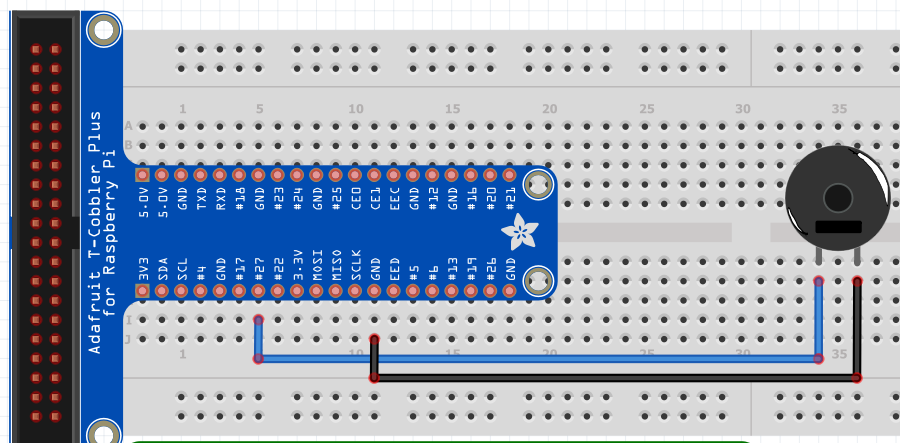 Adafruit T-Cobbler Plus
for Raspberry Pi
1 5 10 15 20 25 30 35
A
B
5.0V 5.0V GND TXD RXD #18 GND #23 #24 GND #25 CE0 CE1 EEC GND #12 GND #16 #20 #21
3V3 SDA SCL #4 GND #17 #27 #22 3.3V MOSI MISO SCLK GND EED #5 #6 #13 #19 #26 GND
I
J
1 10 15 20 25 30 35